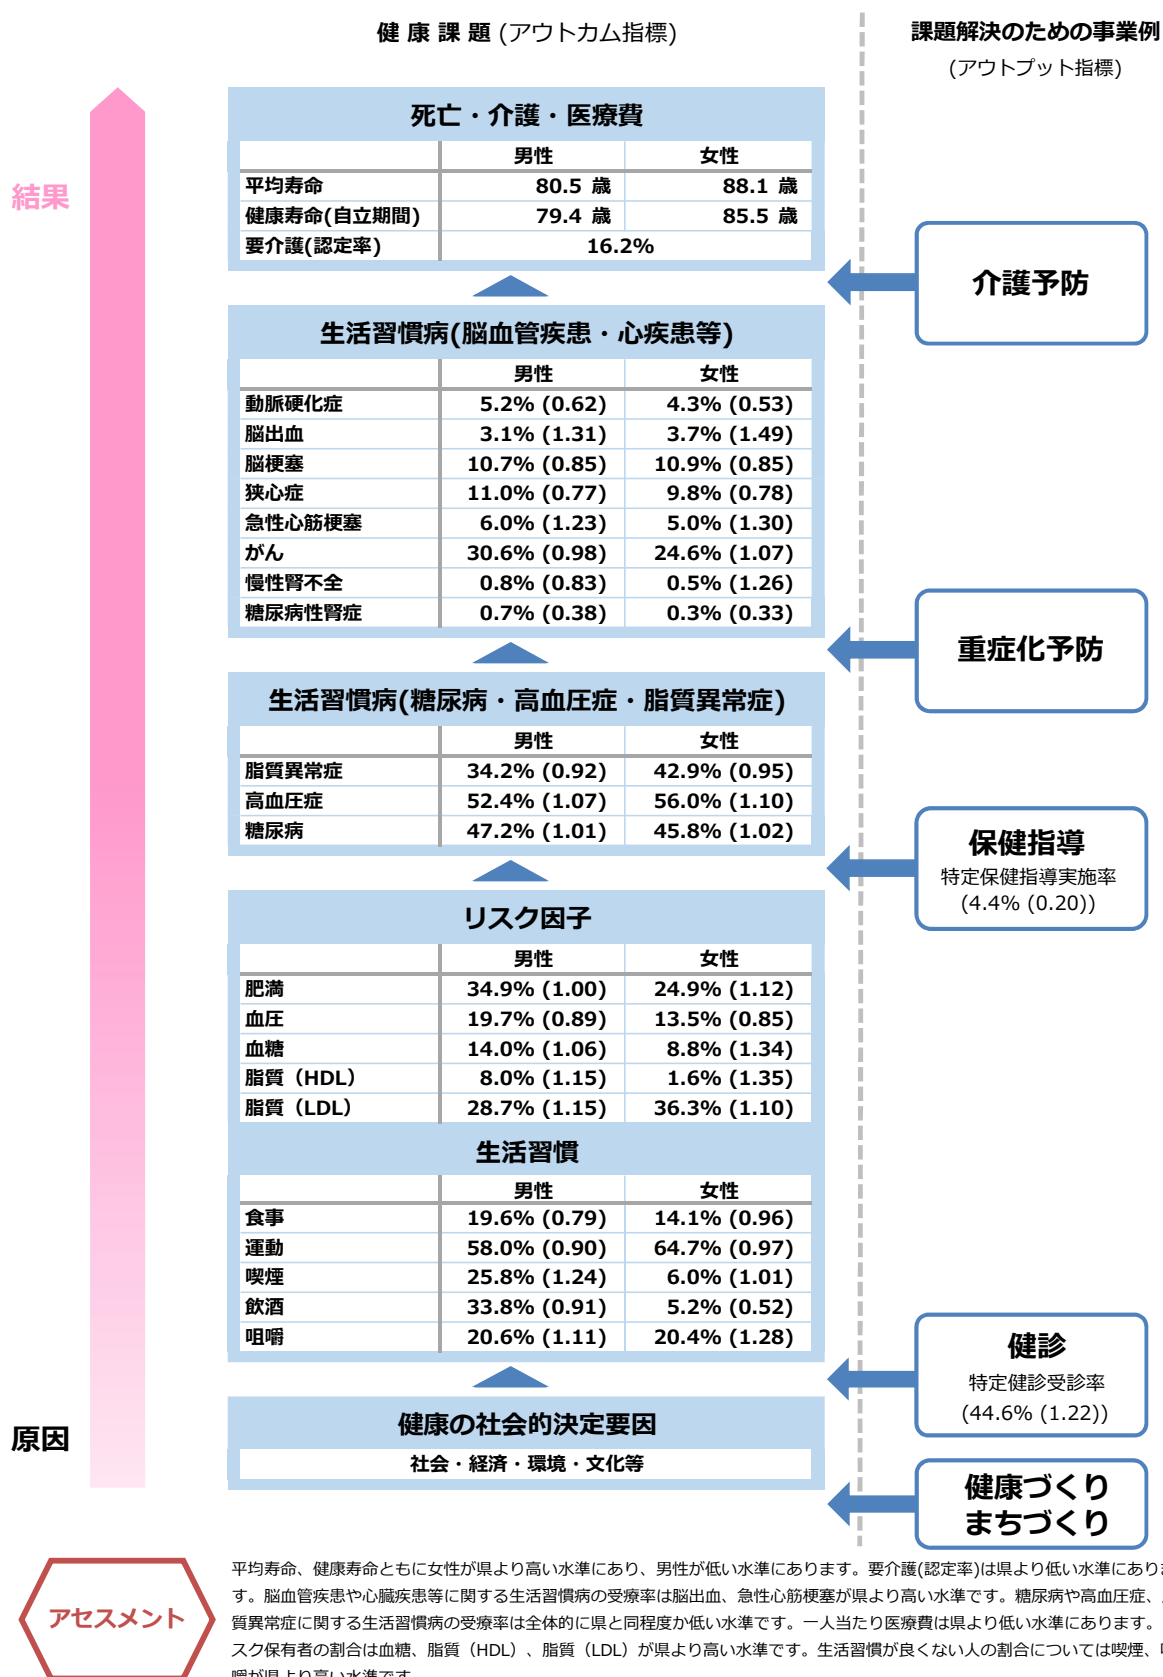 健 康 課 題 (アウトカム指標)
課題解決のための事業例
(アウトプット指標)
結果
死亡・介護・医療費
男性 女性
平均寿命 80.5 歳 88.1 歳
健康寿命(自立期間) 79.4 歳 85.5 歳
要介護(認定率) 16.2%
介護予防
生活習慣病(脳血管疾患・心疾患等)
男性 女性
動脈硬化症 5.2% (0.62) 4.3% (0.53)
脳出血 3.1% (1.31) 3.7% (1.49)
脳梗塞 10.7% (0.85) 10.9% (0.85)
狭心症 11.0% (0.77) 9.8% (0.78)
急性心筋梗塞 6.0% (1.23) 5.0% (1.30)
がん 30.6% (0.98) 24.6% (1.07)
慢性腎不全 0.8% (0.83) 0.5% (1.26)
糖尿病性腎症 0.7% (0.38) 0.3% (0.33)
重症化予防
生活習慣病(糖尿病・高血圧症・脂質異常症)
男性 女性
脂質異常症 34.2% (0.92) 42.9% (0.95)
高血圧症 52.4% (1.07) 56.0% (1.10)
糖尿病 47.2% (1.01) 45.8% (1.02)
保健指導
特定保健指導実施率
(4.4% (0.20))
リスク因子
男性 女性
肥満 34.9% (1.00) 24.9% (1.12)
血圧 19.7% (0.89) 13.5% (0.85)
血糖 14.0% (1.06) 8.8% (1.34)
脂質（HDL） 8.0% (1.15) 1.6% (1.35)
脂質（LDL） 28.7% (1.15) 36.3% (1.10)
生活習慣
男性 女性
食事 19.6% (0.79) 14.1% (0.96)
運動 58.0% (0.90) 64.7% (0.97)
喫煙 25.8% (1.24) 6.0% (1.01)
飲酒 33.8% (0.91) 5.2% (0.52)
咀嚼 20.6% (1.11) 20.4% (1.28)
健診
特定健診受診率
(44.6% (1.22))
原因
健康の社会的決定要因
社会・経済・環境・文化等
健康づくり
まちづくり
アセスメント
平均寿命、健康寿命ともに女性が県より高い水準にあり、男性が低い水準にあります。要介護(認定率)は県より低い水準にありま
す。脳血管疾患や心臓疾患等に関する生活習慣病の受療率は脳出血、急性心筋梗塞が県より高い水準です。糖尿病や高血圧症、
質異常症に関する生活習慣病の受療率は全体的に県と同程度か低い水準です。一人当たり医療費は県より低い水準にあります。
スク保有者の割合は血糖、脂質（HDL）、脂質（LDL）が県より高い水準です。生活習慣が良くない人の割合については喫煙、
嚼が県より高い水準です。